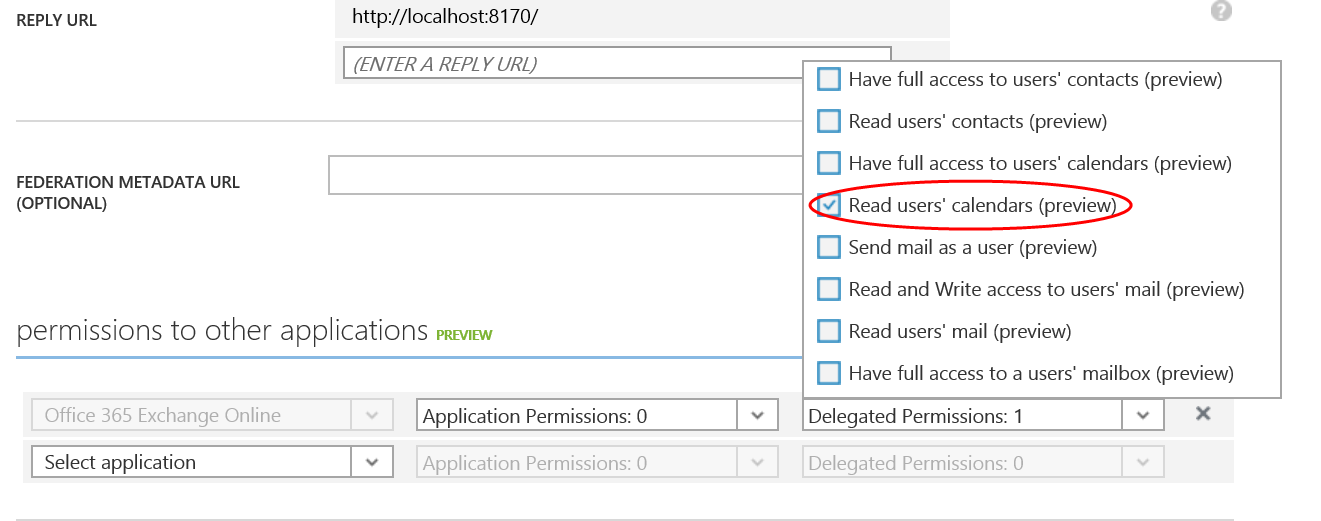 REPLY URL
http://localhost:8170/
(ENTER A REPLY URL)
?
Have full access to users' contacts (preview)
Read users' contacts (preview)
Have full access to users' calendars (preview)
Read users' calendars (preview)
Send mail as a user (preview)
Read and Write access to users' mail (preview)
Read users' mail (preview)
Have full access to a users' mailbox (preview)
FEDERATION METADATA URL
(OPTIONAL)
permissions to other applications PREVIEW
Office 365 Exchange Online Application Permissions: 0 Delegated Permissions: 1
Select application Application Permissions: 0 Delegated Permissions: 0